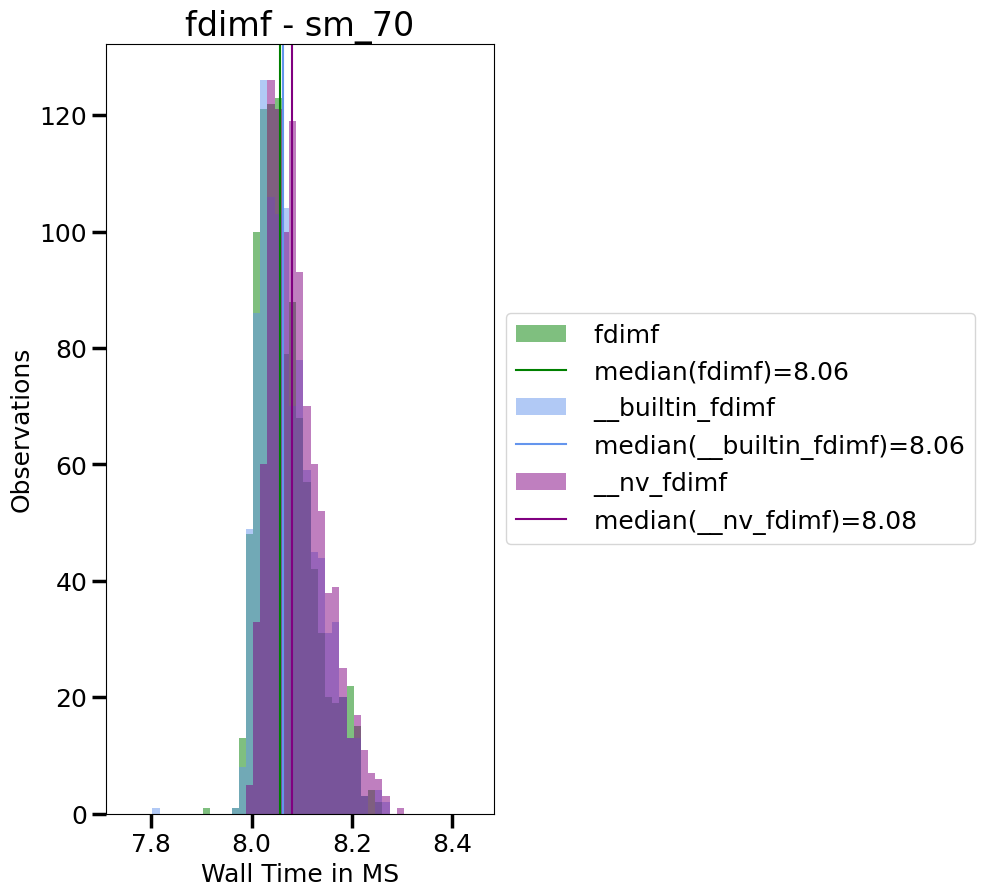 fdimf - sm_70
120
100
80
60
40
20
0
Observations
7.8 8.0 8.2 8.4
Wall Time in MS
fdimf
median(fdimf)=8.06
__builtin_fdimf
median(__builtin_fdimf)=8.06
__nv_fdimf
median(__nv_fdimf)=8.08